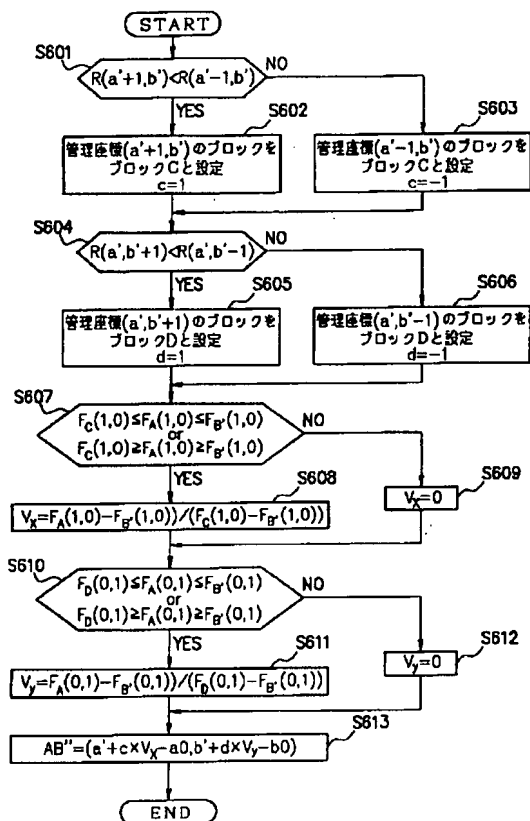 START
S601
R(a'+1,b')<R(a'-1,b')
NO
YES
S602
S603
管理座標(a'+1,b')のブロックを
ブロックCと設定
c=1
管理座標(a'-1,b')のブロックを
ブロックCと設定
c=-1
S604
R(a',b'+1)<R(a',b'-1)
NO
YES
S605
S606
管理座標(a',b'+1)のブロックを
ブロックDと設定
d=1
管理座標(a',b'-1)のブロックを
ブロックDと設定
d=-1
S607
FC(1,0)≤FA(1,0)≤FB'(1,0)
or
FC(1,0)≥FA(1,0)≥FB'(1,0)
NO
YES
S608
S609
VX=FA(1,0)-FB'(1,0))/(FC(1,0)-FB'(1,0))
VX=0
S610
FD(0,1)≤FA(0,1)≤FB'(0,1)
or
FD(0,1)≥FA(0,1)≥FB'(0,1)
NO
YES
S611
S612
Vy=FA(0,1)-FB'(0,1))/(FD(0,1)-FB'(0,1))
Vy=0
S613
AB''=(a'+c×VX-a0,b'+d×Vy-b0)
END